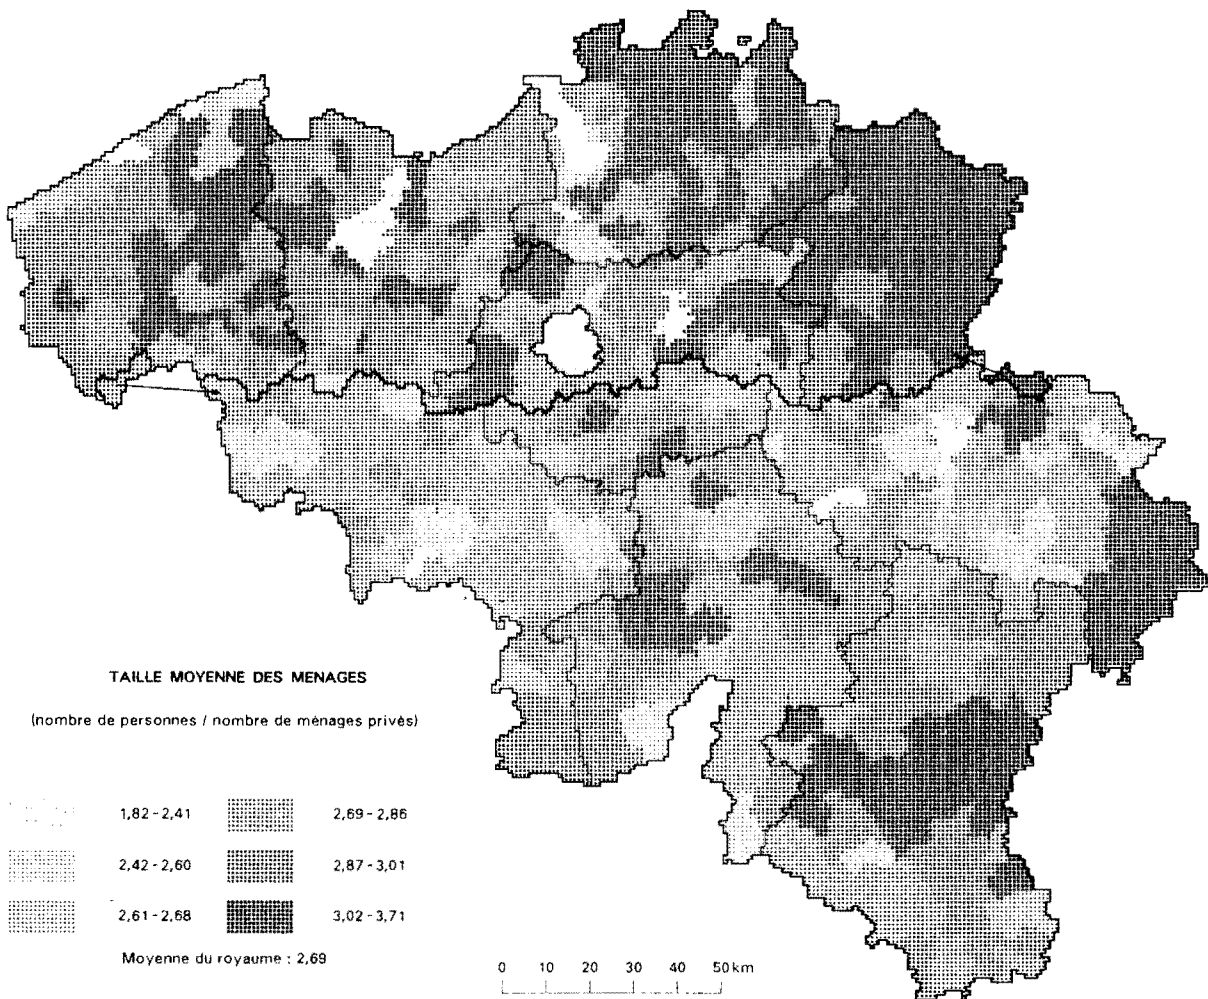 TAILLE MOYENNE DES MENAGES
(nombre de personnes / nombre de ménages privés)
1,82-2,41
2,69-2,86
2,42-2,60
2,87-3,01
2,61-2,68
3,02-3,71
Moyenne du royaume : 2,69
0 10 20 30 40 50 km